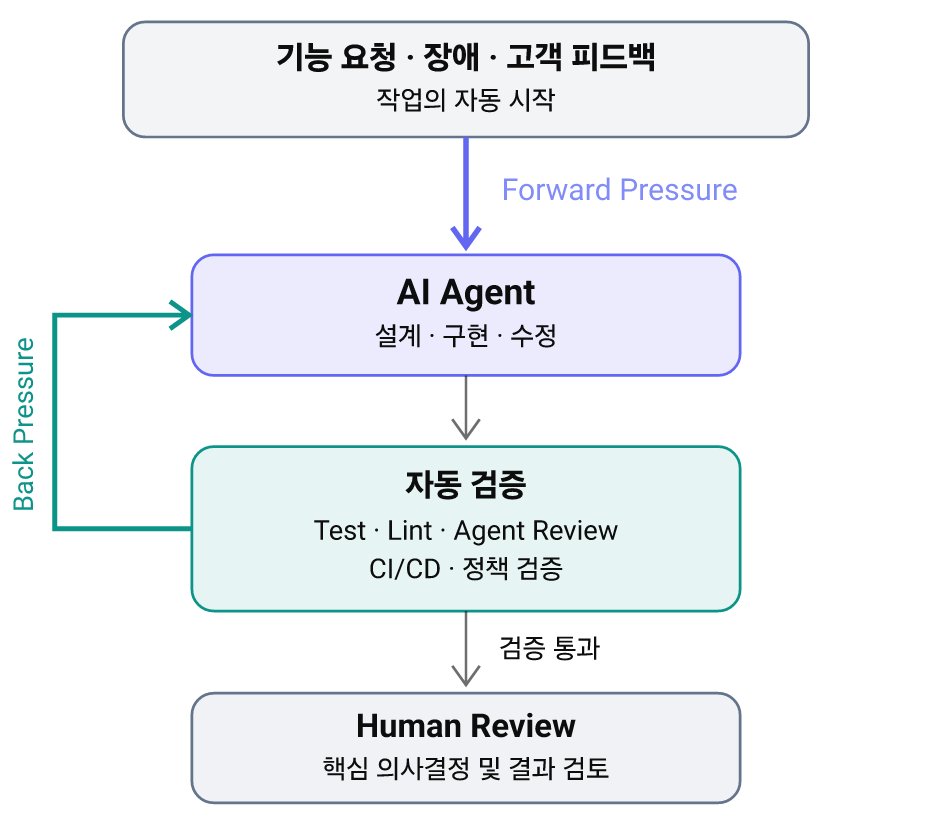 기능 요청 · 장애 · 고객 피드백
작업의 자동 시작
Forward Pressure
AI Agent
설계 · 구현 · 수정
Back Pressure
자동 검증
Test · Lint · Agent Review
CI/CD · 정책 검증
검증 통과
Human Review
핵심 의사결정 및 결과 검토